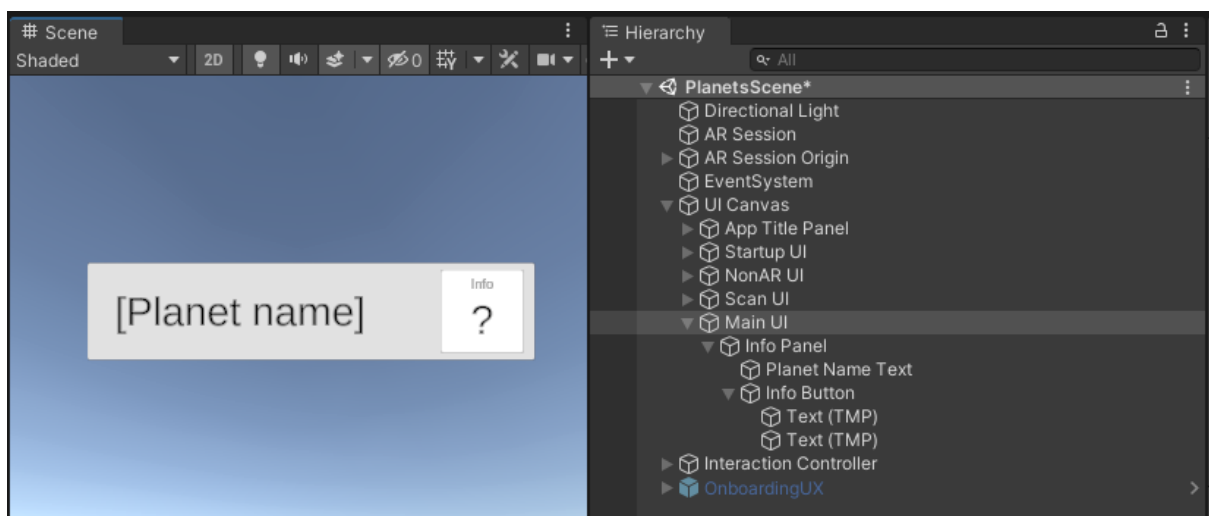 # Scene
Shaded
2D
0
Y
[Planet name]
Info
?
Hierarchy
All
PlanetsScene*
Directional Light
AR Session
AR Session Origin
EventSystem
UI Canvas
App Title Panel
Startup UI
NonAR UI
Scan UI
Main UI
Info Panel
Planet Name Text
Info Button
Text (TMP)
Text (TMP)
Interaction Controller
OnboardingUX